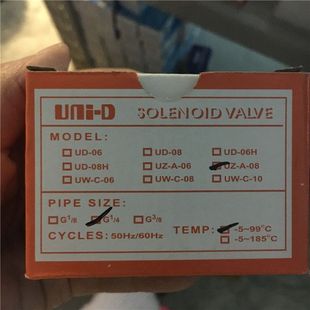 UNi-D SOLENOID VALVE
MODEL:
UD-06 UD-08 UD-06H
UD-08H UZ-A-06 UZ-A-08
UW-C-06 UW-C-08 UW-C-10
PIPE SIZE:
G1/8 G1/4 G3/8
TEMP: -5~99°C
CYCLES: 50Hz/60Hz -5~185°C